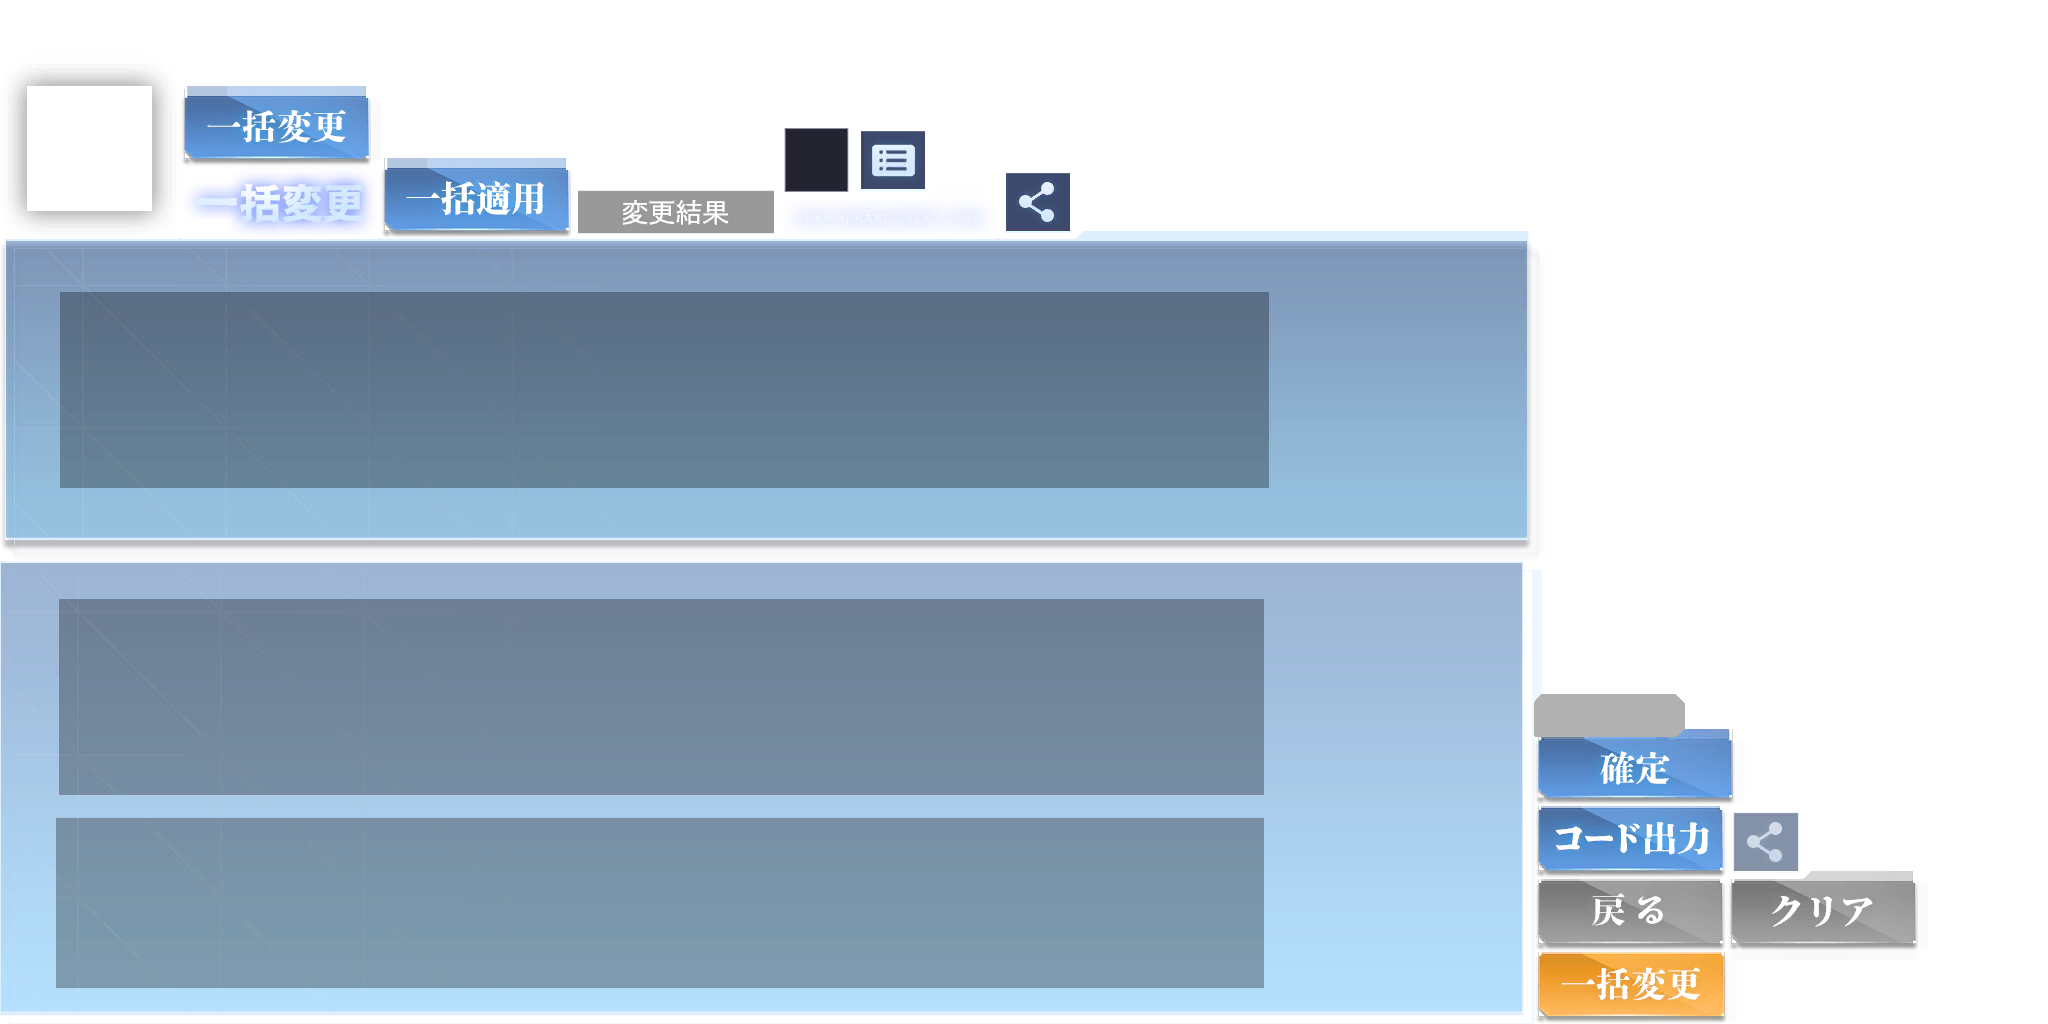 一括変更
一括変更
一括適用
変更結果
確定
コード出力
戻る
クリア
一括変更